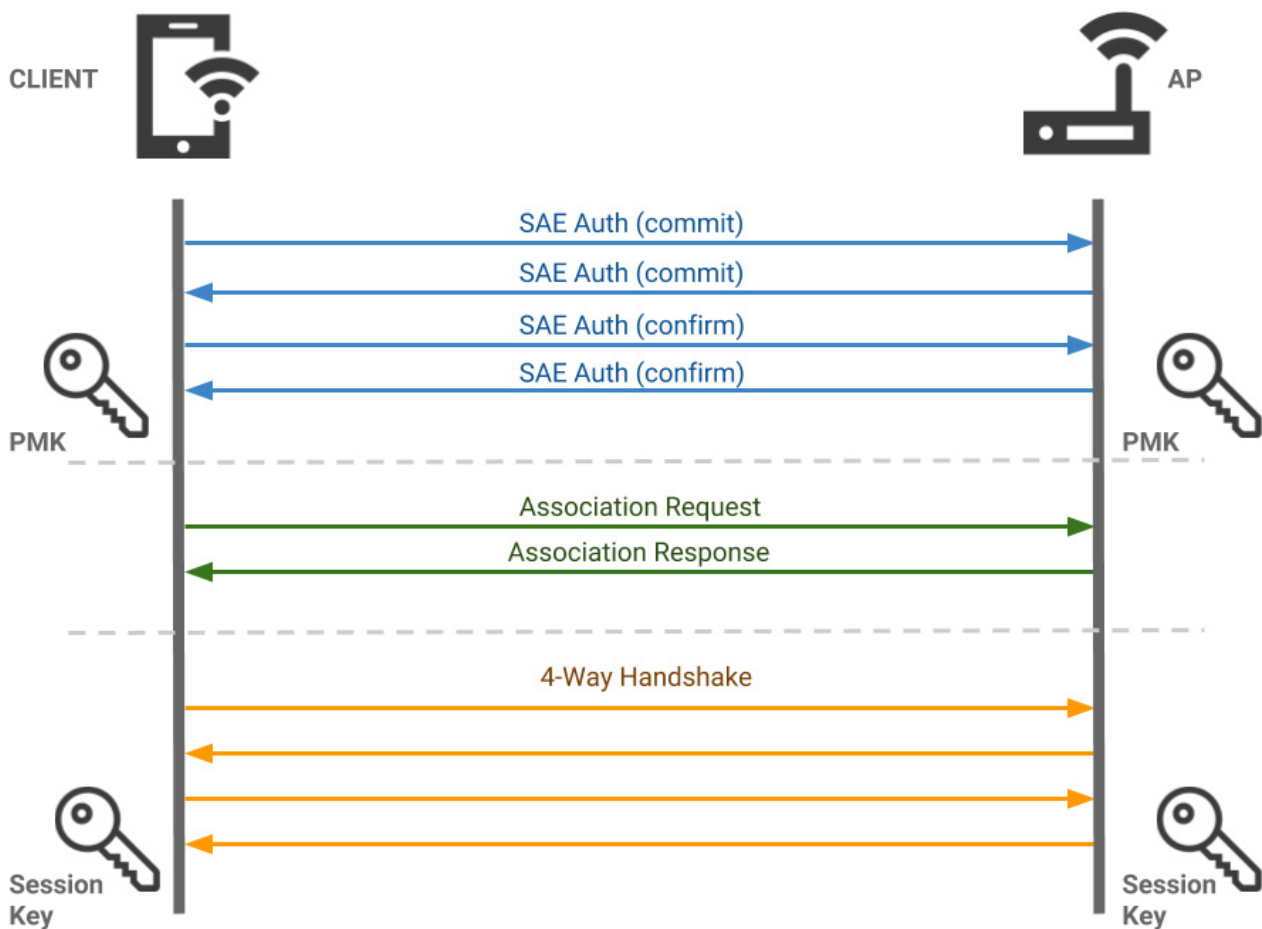 CLIENT
AP
SAE Auth (commit)
SAE Auth (commit)
SAE Auth (confirm)
SAE Auth (confirm)
PMK
PMK
Association Request
Association Response
4-Way Handshake
Session
Key
Session
Key